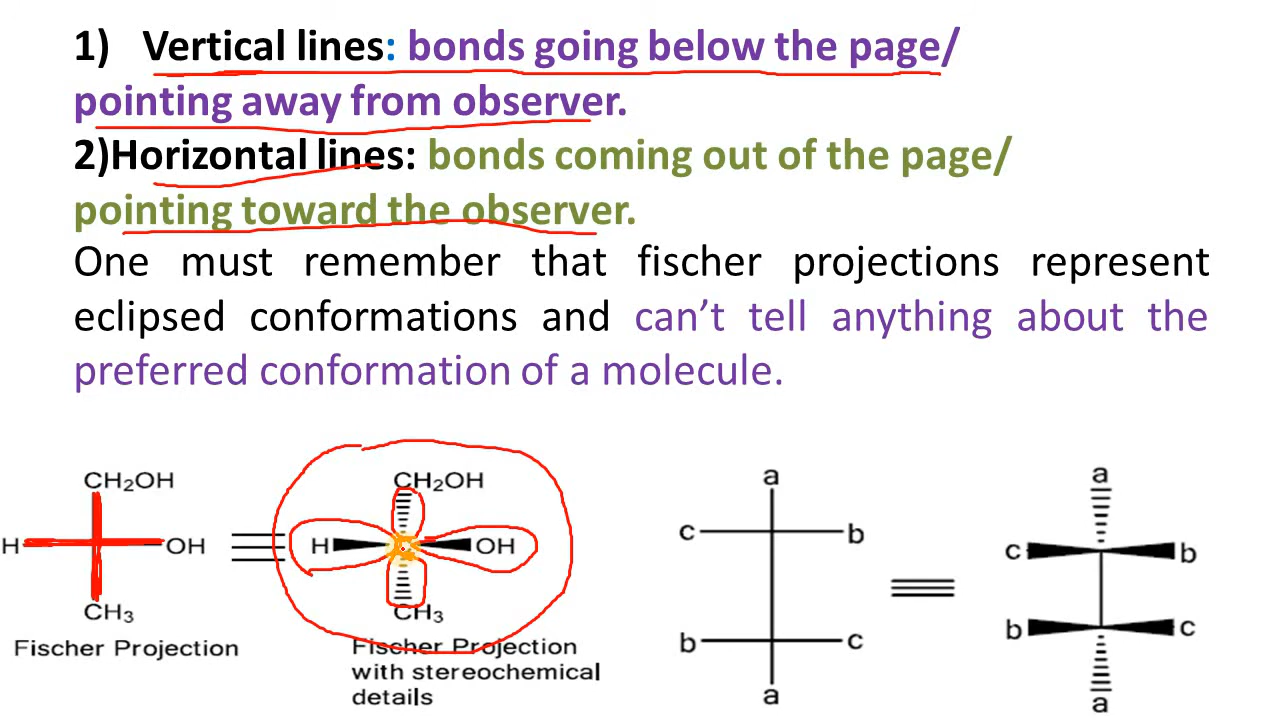 1) Vertical lines: bonds going below the page/
pointing away from observer.
2)Horizontal lines: bonds coming out of the page/
pointing toward the observer.
One must remember that fischer projections represent
eclipsed conformations and can’t tell anything about the
preferred conformation of a molecule.
CH₂OH
H OH
CH₃
Fischer Projection
CH₂OH
H OH
CH₃
Fischer Projection
with stereochemical
details
a
c b
b c
a
a
c b
b c
a